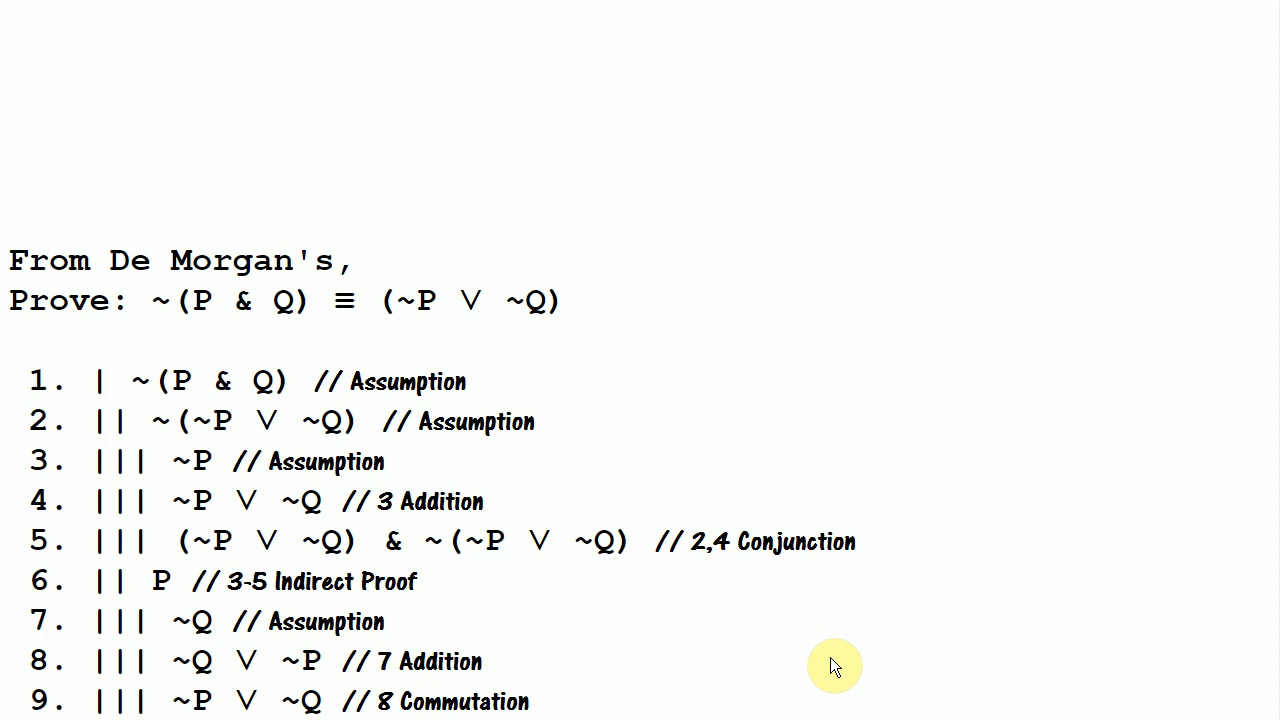 From De Morgan's,
Prove: ~(P & Q) ≡ (~P ∨ ~Q)
1. | ~(P & Q) // Assumption
2. || ~(~P ∨ ~Q) // Assumption
3. ||| ~P // Assumption
4. ||| ~P ∨ ~Q // 3 Addition
5. ||| (~P ∨ ~Q) & ~(~P ∨ ~Q) // 2,4 Conjunction
6. || P // 3-5 Indirect Proof
7. ||| ~Q // Assumption
8. ||| ~Q ∨ ~P // 7 Addition
9. ||| ~P ∨ ~Q // 8 Commutation